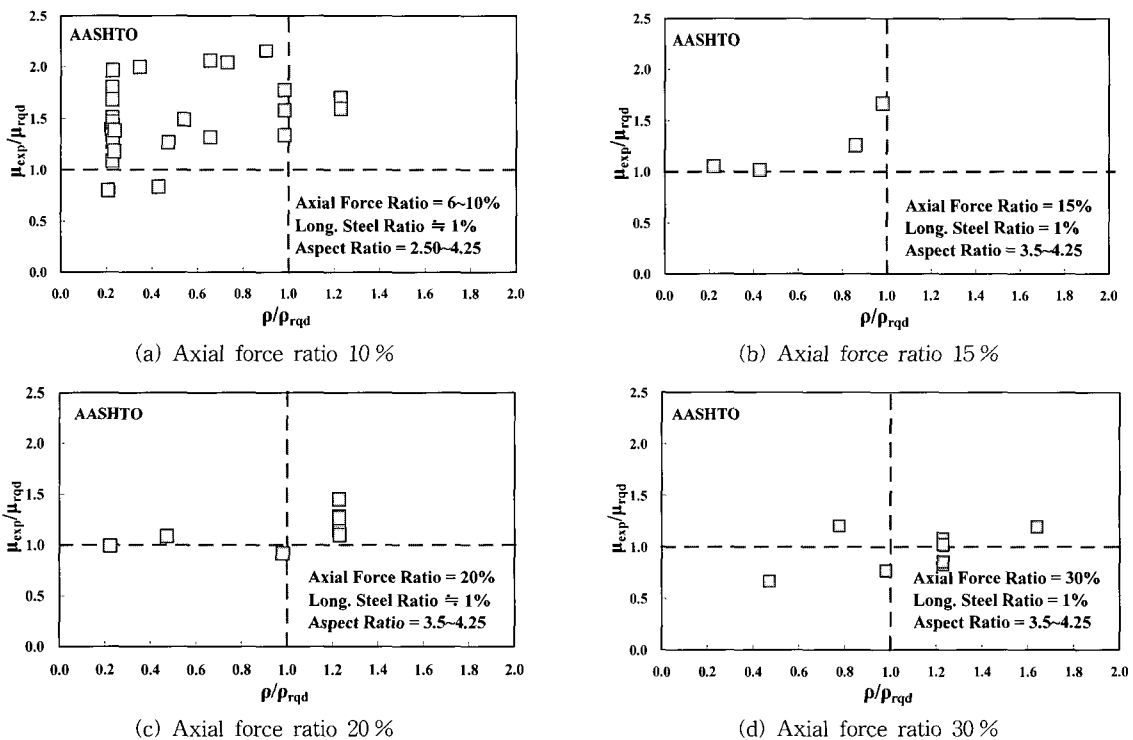 AASHTO
2.5
2.0
1.5
1.0
0.5
0.0
μexp/μrqd
Axial Force Ratio = 6~10%
Long. Steel Ratio ≒ 1%
Aspect Ratio = 2.50~4.25
0.0 0.2 0.4 0.6 0.8 1.0 1.2 1.4 1.6 1.8 2.0
ρ/ρrqd
(a) Axial force ratio 10 %
AASHTO
2.5
2.0
1.5
1.0
0.5
0.0
μexp/μrqd
Axial Force Ratio = 15%
Long. Steel Ratio = 1%
Aspect Ratio = 3.5~4.25
0.0 0.2 0.4 0.6 0.8 1.0 1.2 1.4 1.6 1.8 2.0
ρ/ρrqd
(b) Axial force ratio 15 %
AASHTO
2.5
2.0
1.5
1.0
0.5
0.0
μexp/μrqd
Axial Force Ratio = 20%
Long. Steel Ratio ≒ 1%
Aspect Ratio = 3.5~4.25
0.0 0.2 0.4 0.6 0.8 1.0 1.2 1.4 1.6 1.8 2.0
ρ/ρrqd
(c) Axial force ratio 20 %
AASHTO
2.5
2.0
1.5
1.0
0.5
0.0
μexp/μrqd
Axial Force Ratio = 30%
Long. Steel Ratio = 1%
Aspect Ratio = 3.5~4.25
0.0 0.2 0.4 0.6 0.8 1.0 1.2 1.4 1.6 1.8 2.0
ρ/ρrqd
(d) Axial force ratio 30 %